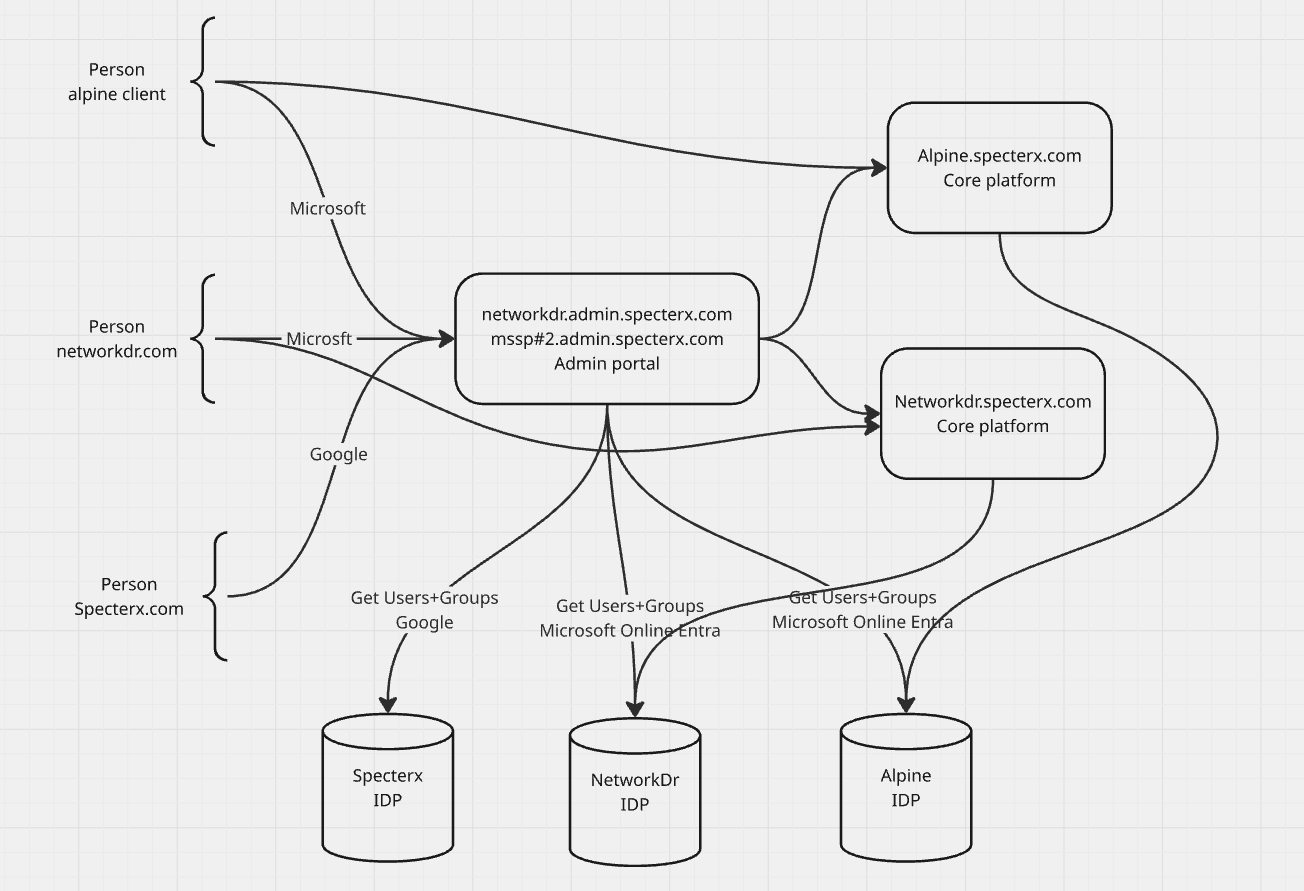 Person
alpine client
Alpine.specterx.com
Core platform
Microsoft
networkdr.admin.specterx.com
mssp#2.admin.specterx.com
Admin portal
Person
networkdr.com
Microsft
Networkdr.specterx.com
Core platform
Google
Person
Specterx.com
Get Users+Groups
Google
Get Users+Groups
Microsoft Online Entra
Get Users+Groups
Microsoft Online Entra
Specterx
IDP
NetworkDr
IDP
Alpine
IDP